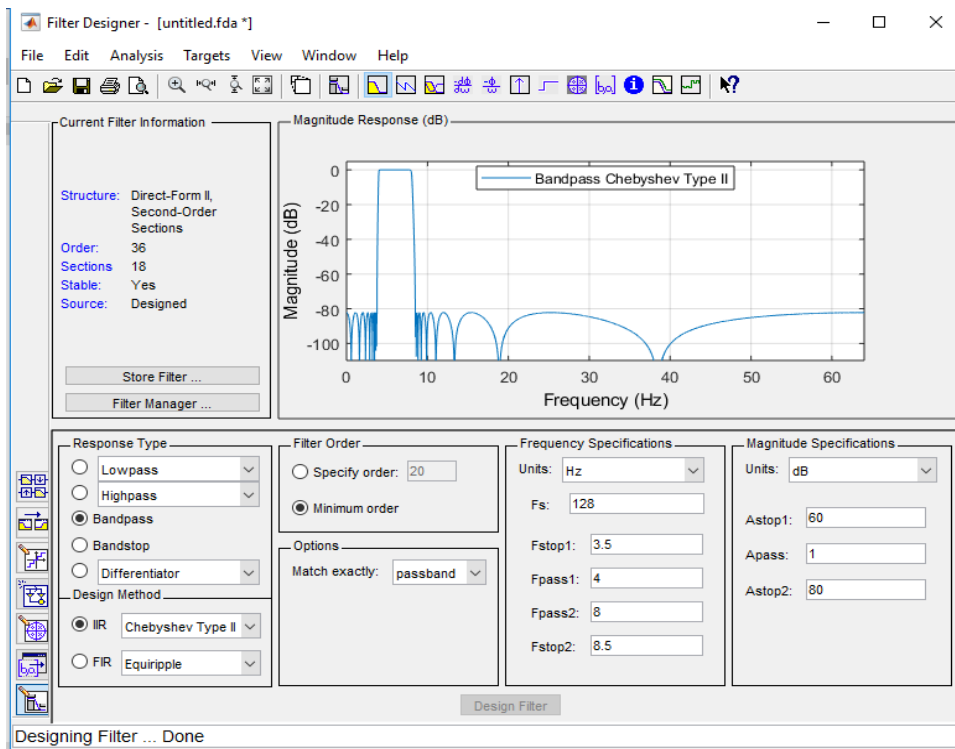 Filter Designer - [untitled.fda *]
File Edit Analysis Targets View Window Help
Current Filter Information
Structure: Direct-Form II,
Second-Order
Sections
Order: 36
Sections 18
Stable: Yes
Source: Designed
Store Filter ...
Filter Manager ...
Magnitude Response (dB)
Bandpass Chebyshev Type II
Magnitude (dB)
0
-20
-40
-60
-80
-100
0 10 20 30 40 50 60
Frequency (Hz)
Response Type
Lowpass
Highpass
Bandpass
Bandstop
Differentiator
Design Method
IIR Chebyshev Type II
FIR Equiripple
Filter Order
Specify order: 20
Minimum order
Options
Match exactly: passband
Frequency Specifications
Units: Hz
Fs: 128
Fstop1: 3.5
Fpass1: 4
Fpass2: 8
Fstop2: 8.5
Magnitude Specifications
Units: dB
Astop1: 60
Apass: 1
Astop2: 80
Design Filter
Designing Filter ... Done